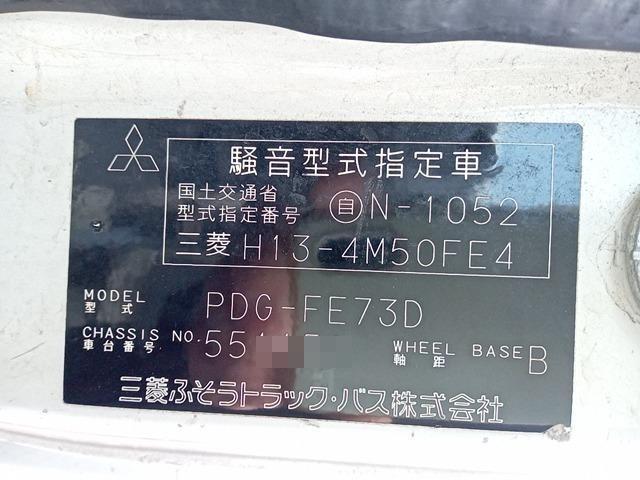 騒音型式指定車
国土交通省
型式指定番号 自N-1052
三菱 H13-4M50FE4
MODEL
型式 PDG-FE73D
CHASSIS NO. 55
車台番号
WHEEL BASE B
軸距
三菱ふそうトラック・バス株式会社